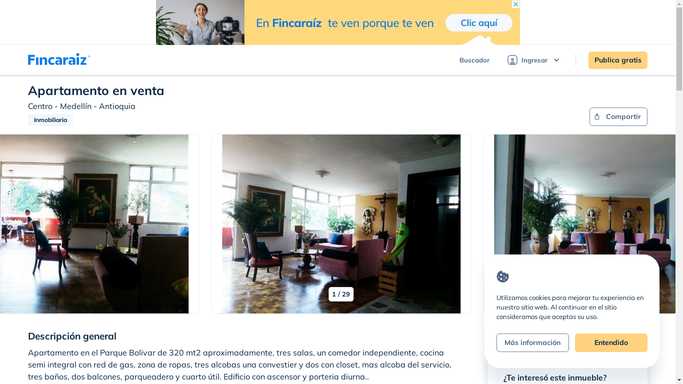 En Fincaraíz te ven porque te ven
Clic aquí
Fincaraiz
Buscador
Ingresar
Publica gratis
Apartamento en venta
Centro - Medellín - Antioquia
Inmobiliaria
Compartir
1 / 29
Utilizamos cookies para mejorar tu experiencia en
nuestro sitio web. Al continuar en el sitio
consideramos que aceptas su uso.
Más información
Entendido
Descripción general
Apartamento en el Parque Bolivar de 320 mt2 aproximadamente, tres salas, un comedor independiente, cocina
semi integral con red de gas, zona de ropas, tres alcobas una convestier y dos con closet, mas alcoba del servicio,
tres baños, dos balcones, parqueadero y cuarto útil. Edificio con ascensor y porteria diurna..
¿Te interesó este inmueble?